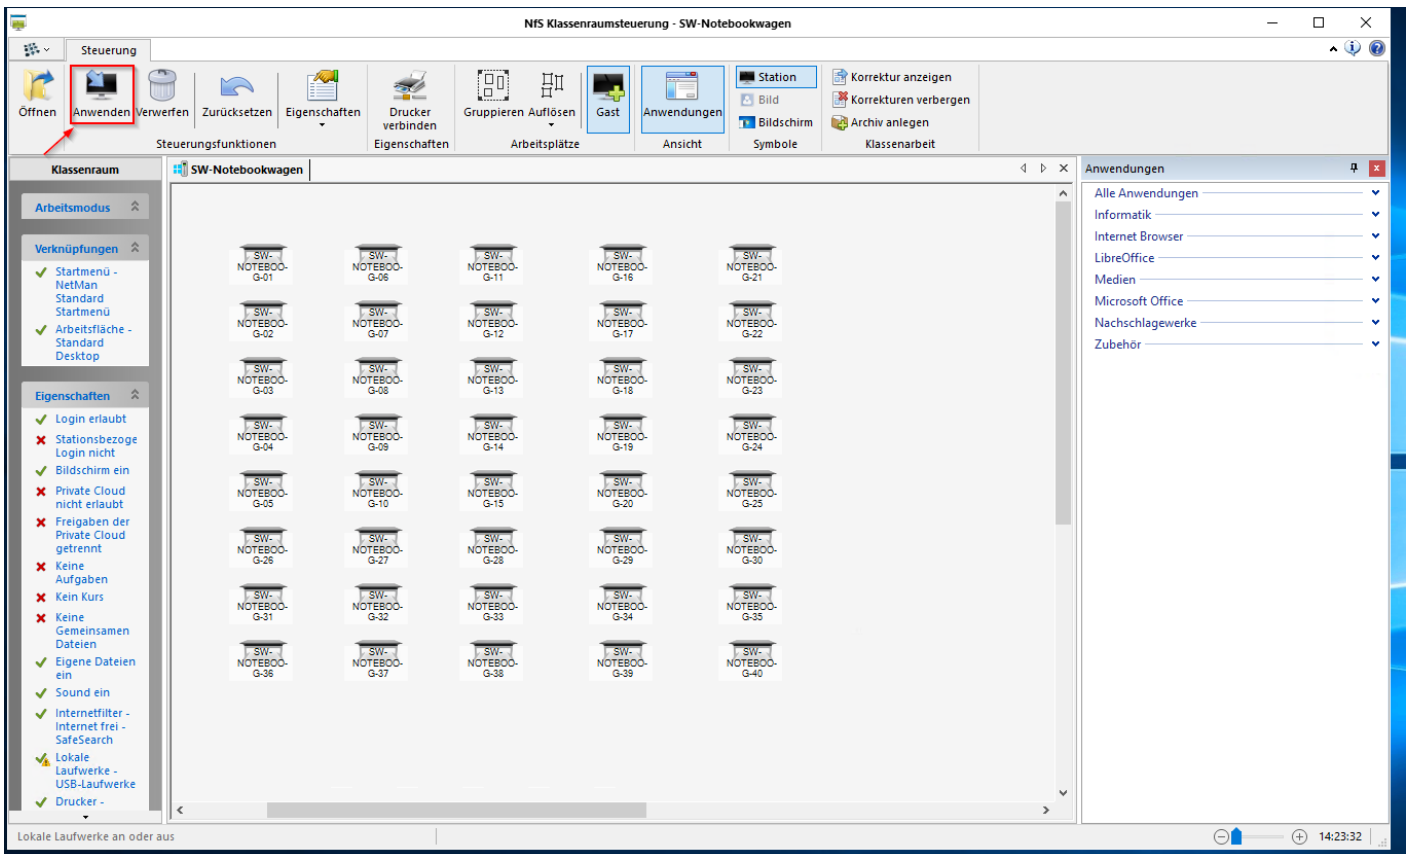 NfS Klassenraumsteuerung - SW-Notebookwagen
Steuerung
Öffnen
Anwenden
Verwerfen
Zurücksetzen
Eigenschaften
Drucker
verbinden
Gruppieren
Auflösen
Gast
Anwendungen
Station
Bild
Bildschirm
Korrektur anzeigen
Korrekturen verbergen
Archiv anlegen
Steuerungsfunktionen
Eigenschaften
Arbeitsplätze
Ansicht
Symbole
Klassenarbeit
Klassenraum
Arbeitsmodus
Verknüpfungen
Startmenü -
NetMan
Standard
Startmenü
Arbeitsfläche -
Standard
Desktop
Eigenschaften
Login erlaubt
Stationsbezoge
Login nicht
Bildschirm ein
Private Cloud
nicht erlaubt
Freigaben der
Private Cloud
getrennt
Keine
Aufgaben
Kein Kurs
Keine
Gemeinsamen
Dateien
Eigene Dateien
ein
Sound ein
Internetfilter -
Internet frei -
SafeSearch
Lokale
Laufwerke -
USB-Laufwerke
Drucker -
SW-Notebookwagen
SW- SW- SW- SW- SW-
NOTEBOO- NOTEBOO- NOTEBOO- NOTEBOO- NOTEBOO-
G-01 G-06 G-11 G-16 G-21
SW- SW- SW- SW- SW-
NOTEBOO- NOTEBOO- NOTEBOO- NOTEBOO- NOTEBOO-
G-02 G-07 G-12 G-17 G-22
SW- SW- SW- SW- SW-
NOTEBOO- NOTEBOO- NOTEBOO- NOTEBOO- NOTEBOO-
G-03 G-08 G-13 G-18 G-23
SW- SW- SW- SW- SW-
NOTEBOO- NOTEBOO- NOTEBOO- NOTEBOO- NOTEBOO-
G-04 G-09 G-14 G-19 G-24
SW- SW- SW- SW- SW-
NOTEBOO- NOTEBOO- NOTEBOO- NOTEBOO- NOTEBOO-
G-05 G-10 G-15 G-20 G-25
SW- SW- SW- SW- SW-
NOTEBOO- NOTEBOO- NOTEBOO- NOTEBOO- NOTEBOO-
G-26 G-27 G-28 G-29 G-30
SW- SW- SW- SW- SW-
NOTEBOO- NOTEBOO- NOTEBOO- NOTEBOO- NOTEBOO-
G-31 G-32 G-33 G-34 G-35
SW- SW- SW- SW- SW-
NOTEBOO- NOTEBOO- NOTEBOO- NOTEBOO- NOTEBOO-
G-36 G-37 G-38 G-39 G-40
Anwendungen
Alle Anwendungen
Informatik
Internet Browser
LibreOffice
Medien
Microsoft Office
Nachschlagewerke
Zubehör
Lokale Laufwerke an oder aus
14:23:32